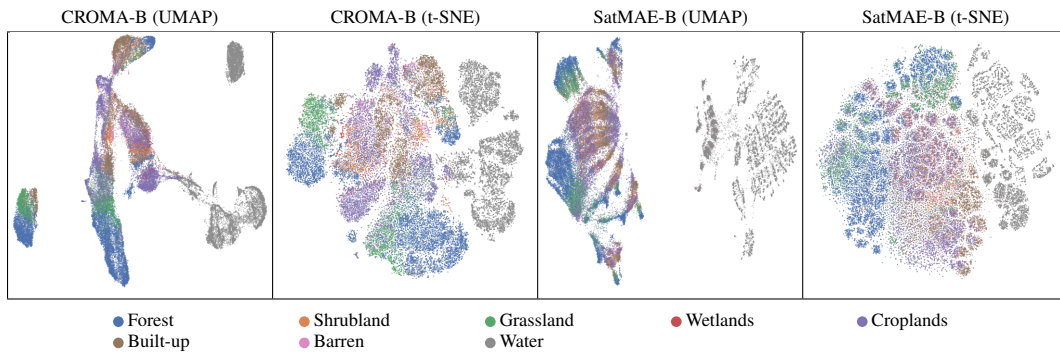 CROMA-B (UMAP) CROMA-B (t-SNE) SatMAE-B (UMAP) SatMAE-B (t-SNE)
Forest Shrubland Grassland Wetlands Croplands
Built-up Barren Water